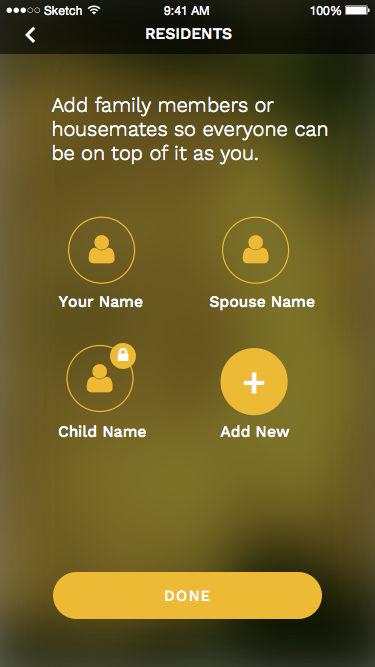 Sketch 9:41 AM 100%
RESIDENTS
Add family members or
housemates so everyone can
be on top of it as you.
Your Name Spouse Name
Child Name Add New
DONE